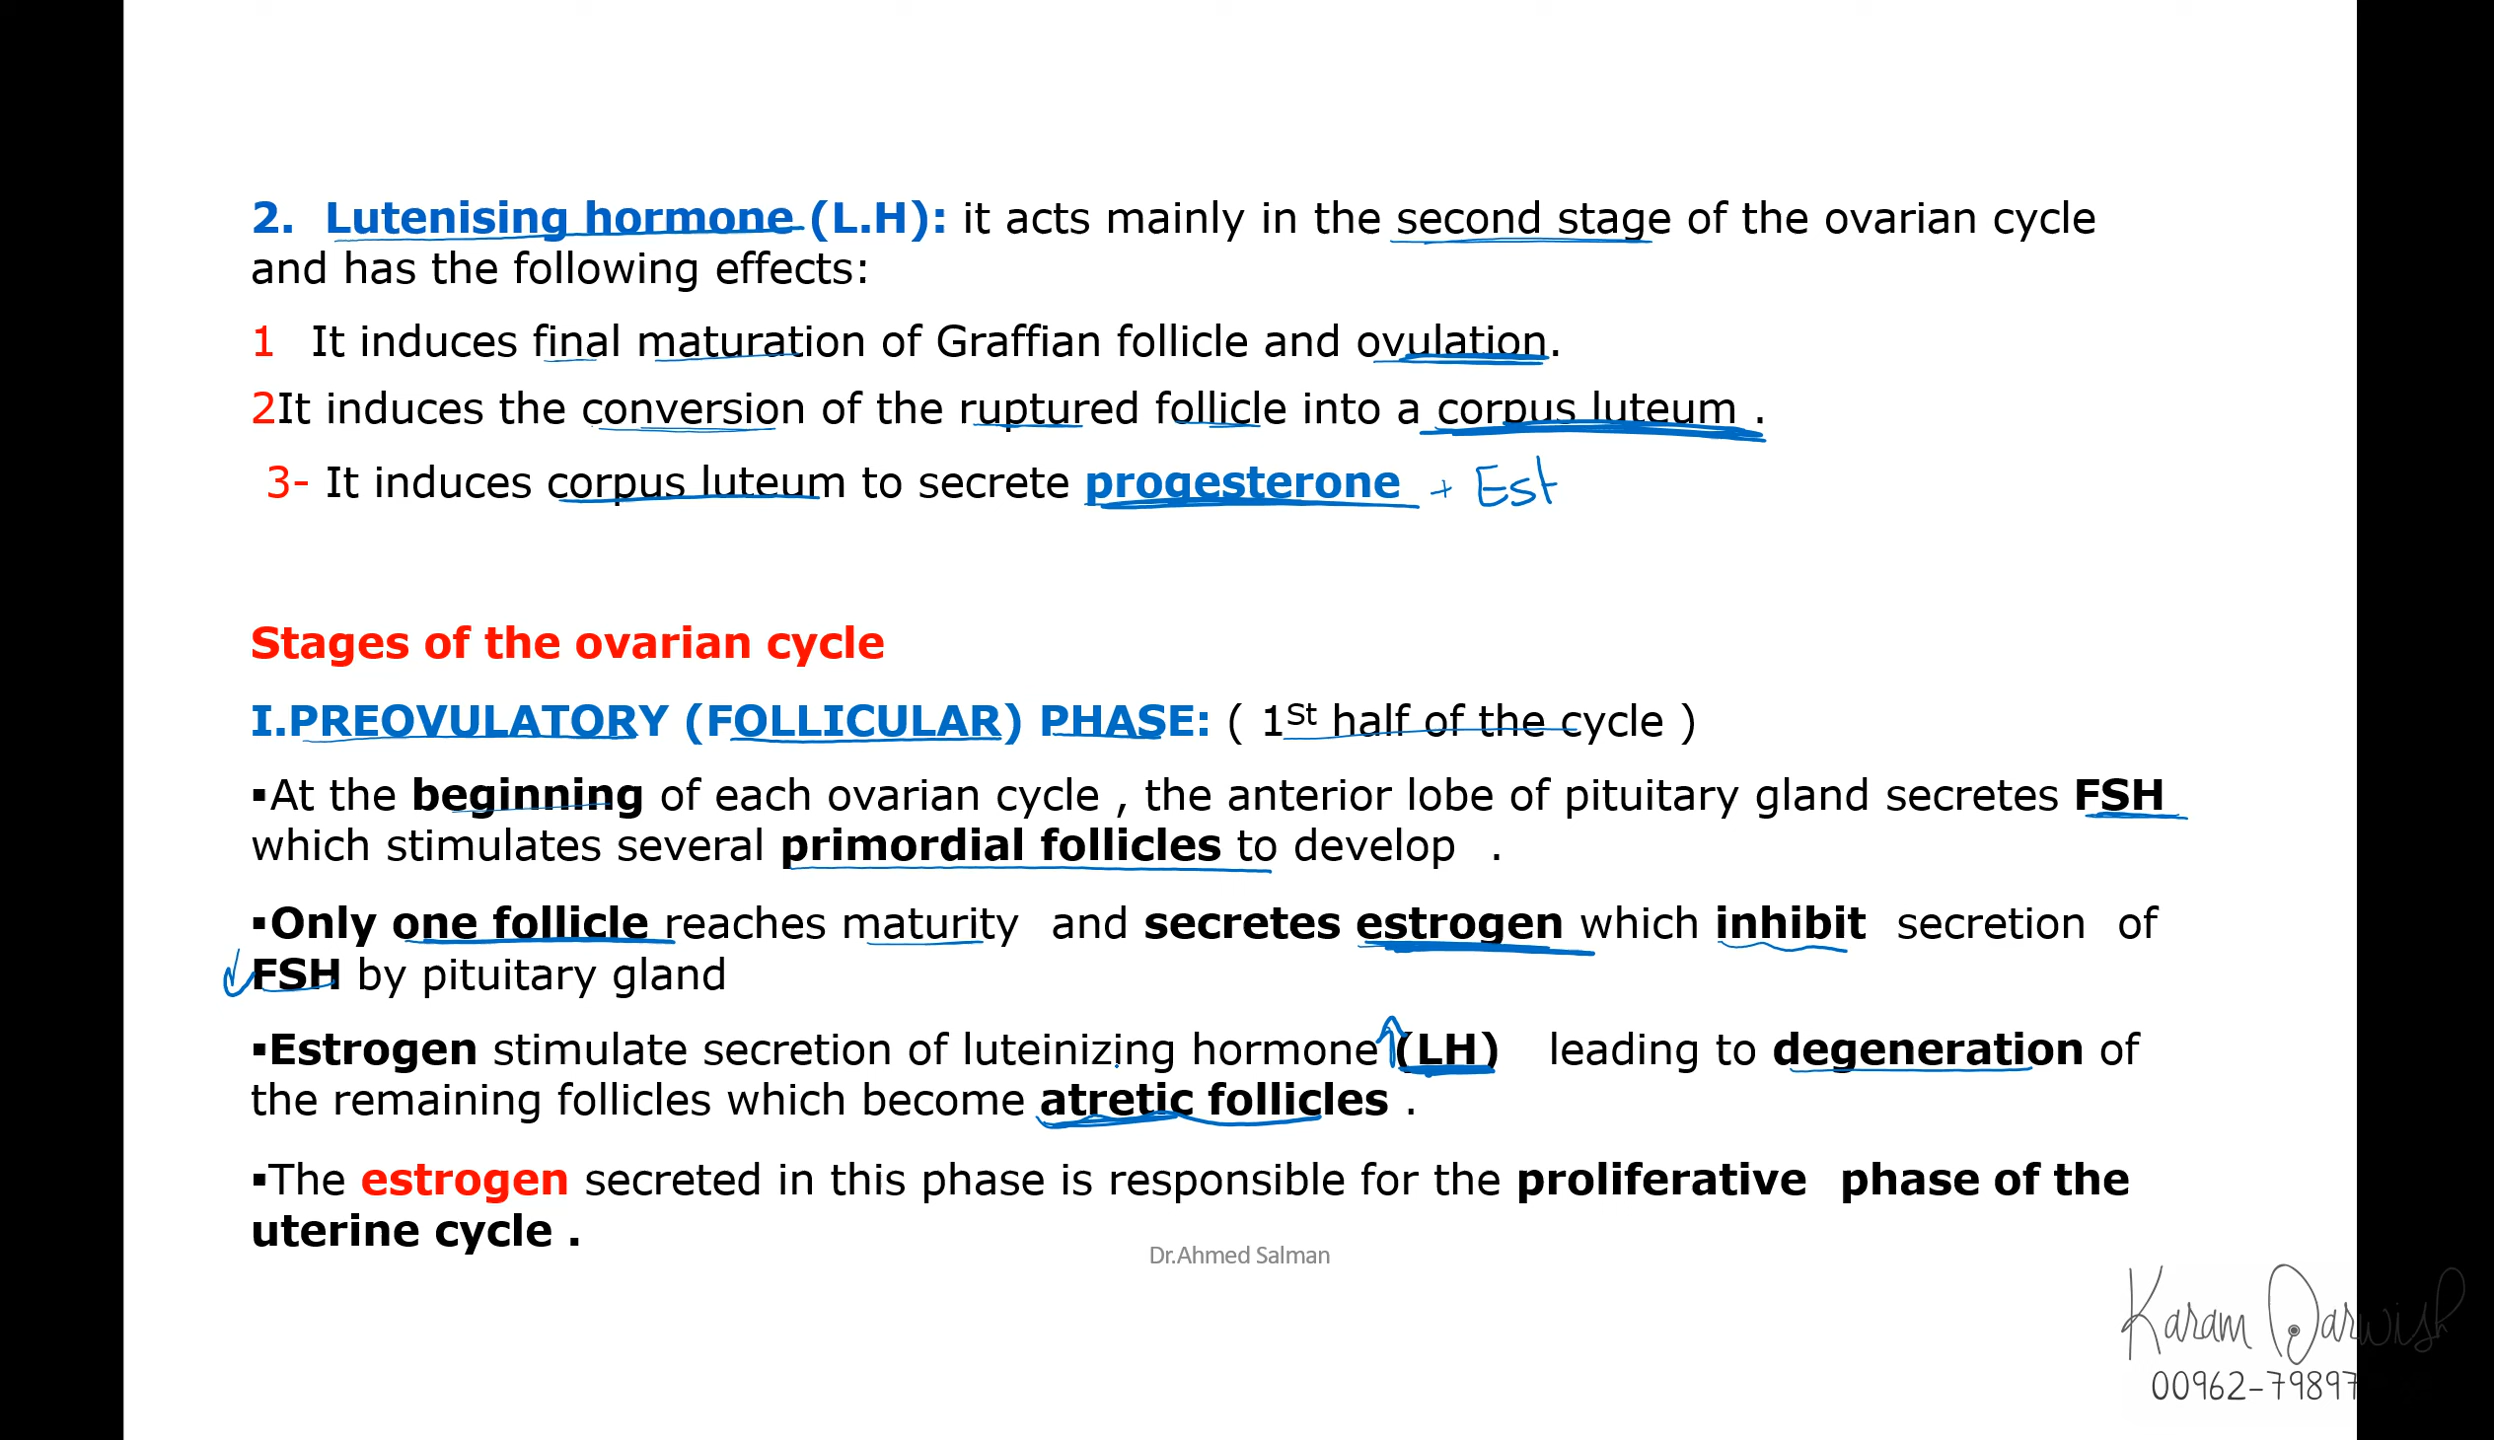 2. Lutenising hormone (L.H): it acts mainly in the second stage of the ovarian cycle
and has the following effects:
1 It induces final maturation of Graffian follicle and ovulation.
2It induces the conversion of the ruptured follicle into a corpus luteum .
3- It induces corpus luteum to secrete progesterone + Est
Stages of the ovarian cycle
I.PREOVULATORY (FOLLICULAR) PHASE: ( 1St half of the cycle )
▪At the beginning of each ovarian cycle , the anterior lobe of pituitary gland secretes FSH
which stimulates several primordial follicles to develop .
▪Only one follicle reaches maturity and secretes estrogen which inhibit secretion of
FSH by pituitary gland
▪Estrogen stimulate secretion of luteinizing hormone (LH) leading to degeneration of
the remaining follicles which become atretic follicles .
▪The estrogen secreted in this phase is responsible for the proliferative phase of the
uterine cycle .
Dr.Ahmed Salman
Karam Darwish
00962-79897